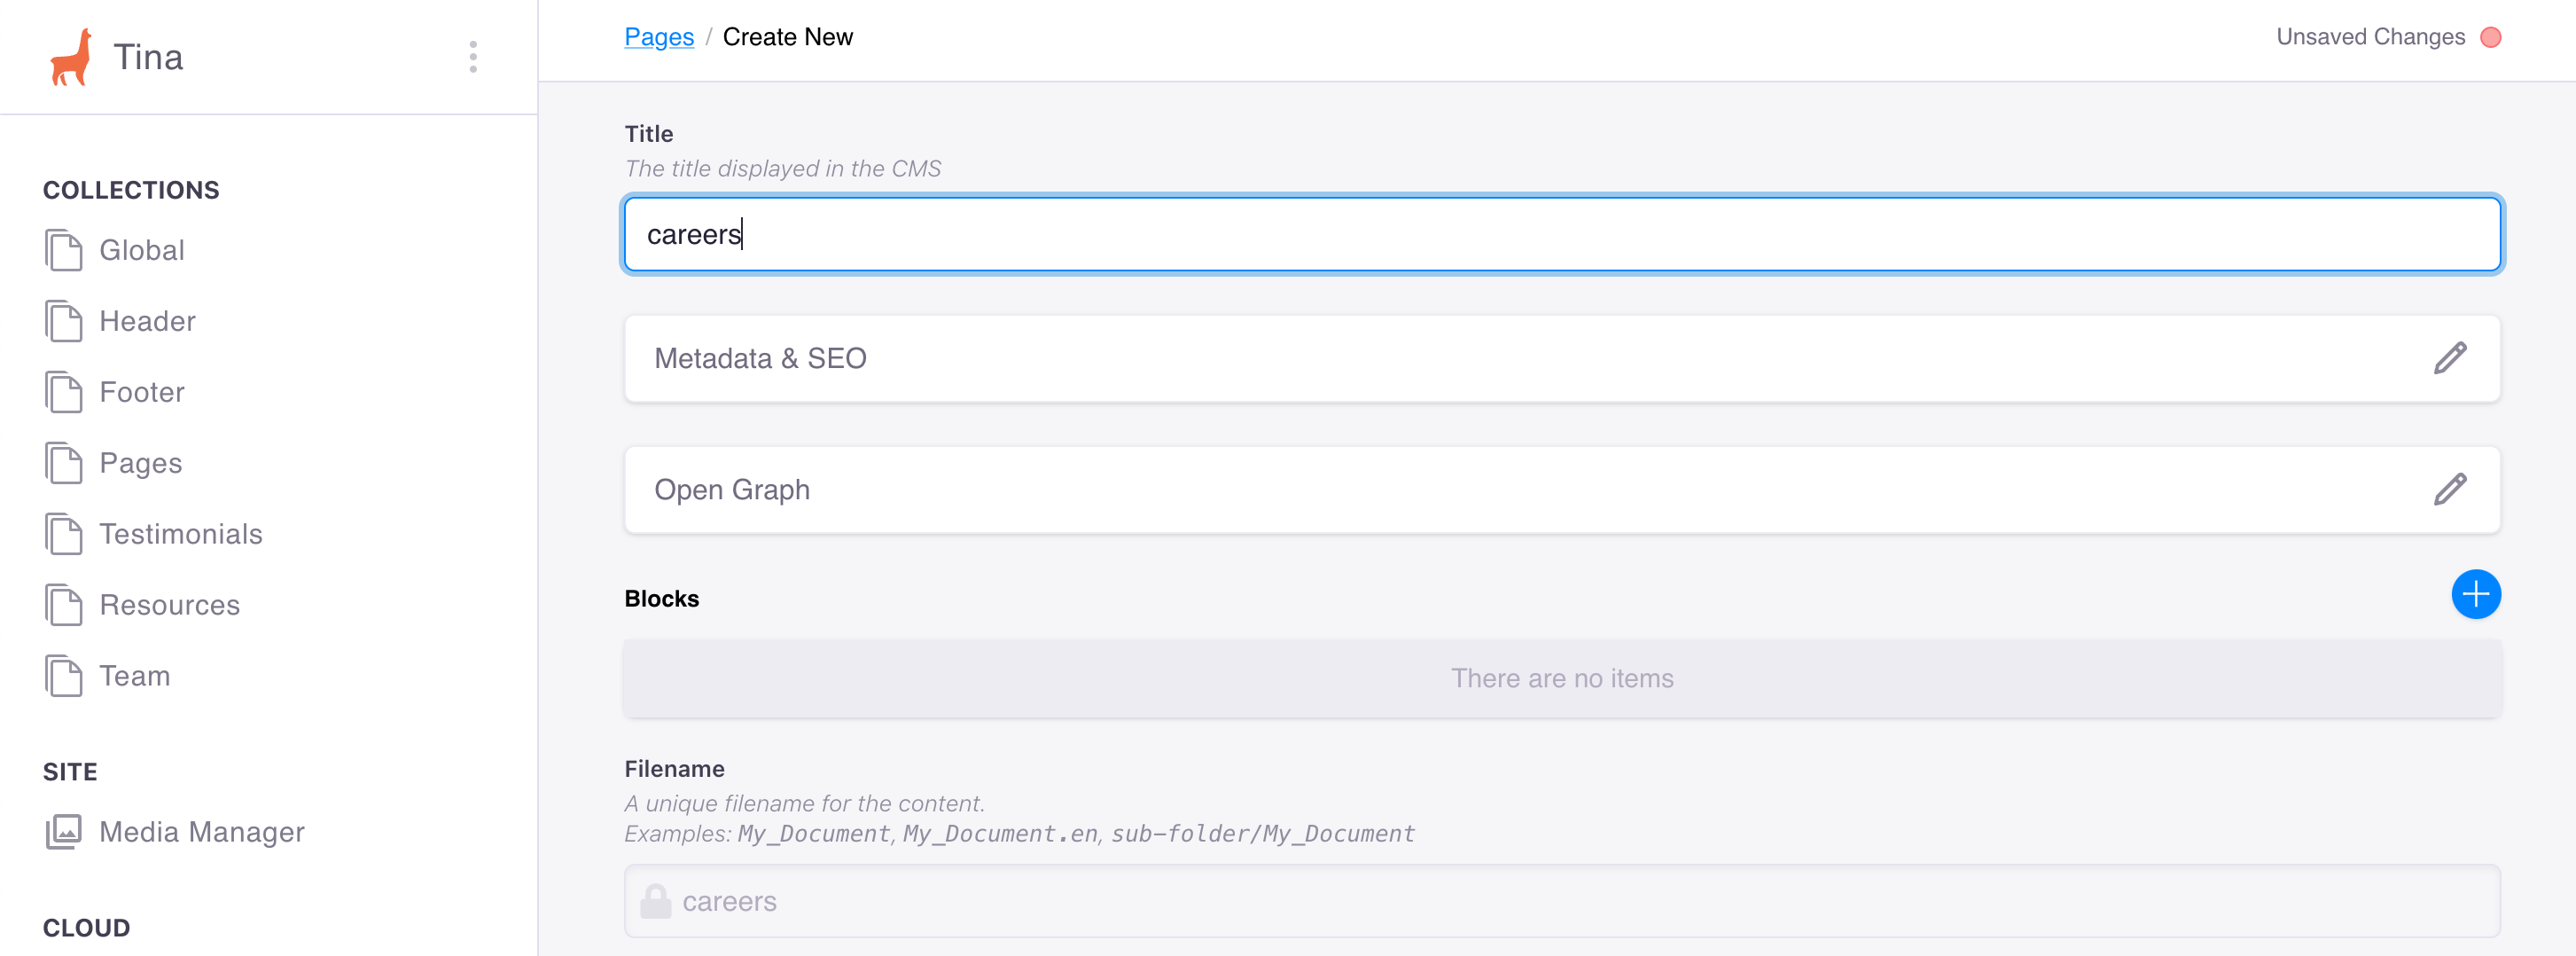 Tina
COLLECTIONS
Global
Header
Footer
Pages
Testimonials
Resources
Team
SITE
Media Manager
CLOUD
Pages / Create New
Unsaved Changes
Title
The title displayed in the CMS
careers
Metadata & SEO
Open Graph
Blocks
There are no items
Filename
A unique filename for the content.
Examples: My_Document, My_Document.en, sub-folder/My_Document
careers